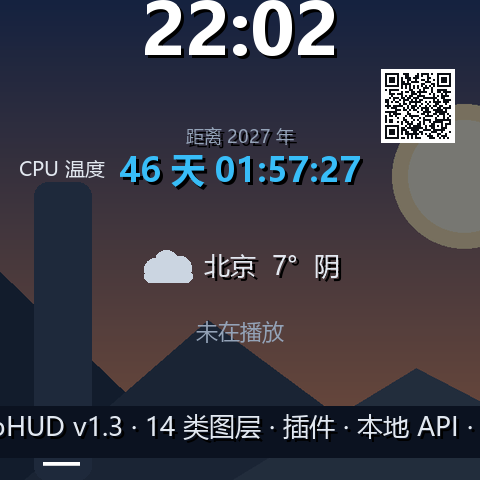 22:02
距离 2027 年
CPU 温度
46 天 01:57:27
北京 7° 阴
未在播放
HUD v1.3 · 14 类图层 · 插件 · 本地 API ·